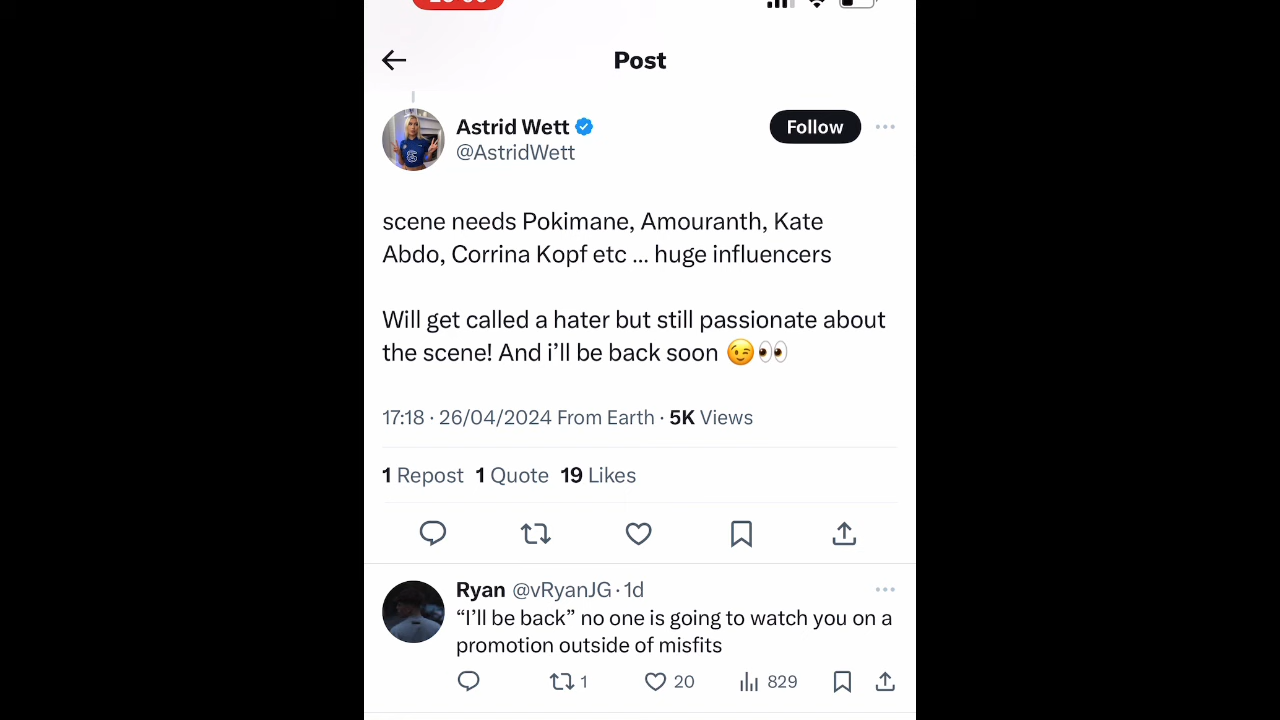 Post
Astrid Wett
@AstridWett
Follow
scene needs Pokimane, Amouranth, Kate
Abdo, Corrina Kopf etc ... huge influencers
Will get called a hater but still passionate about
the scene! And i’ll be back soon 😉👀
17:18 · 26/04/2024 From Earth · 5K Views
1 Repost 1 Quote 19 Likes
Ryan @vRyanJG · 1d
“I’ll be back” no one is going to watch you on a
promotion outside of misfits
1 20 829